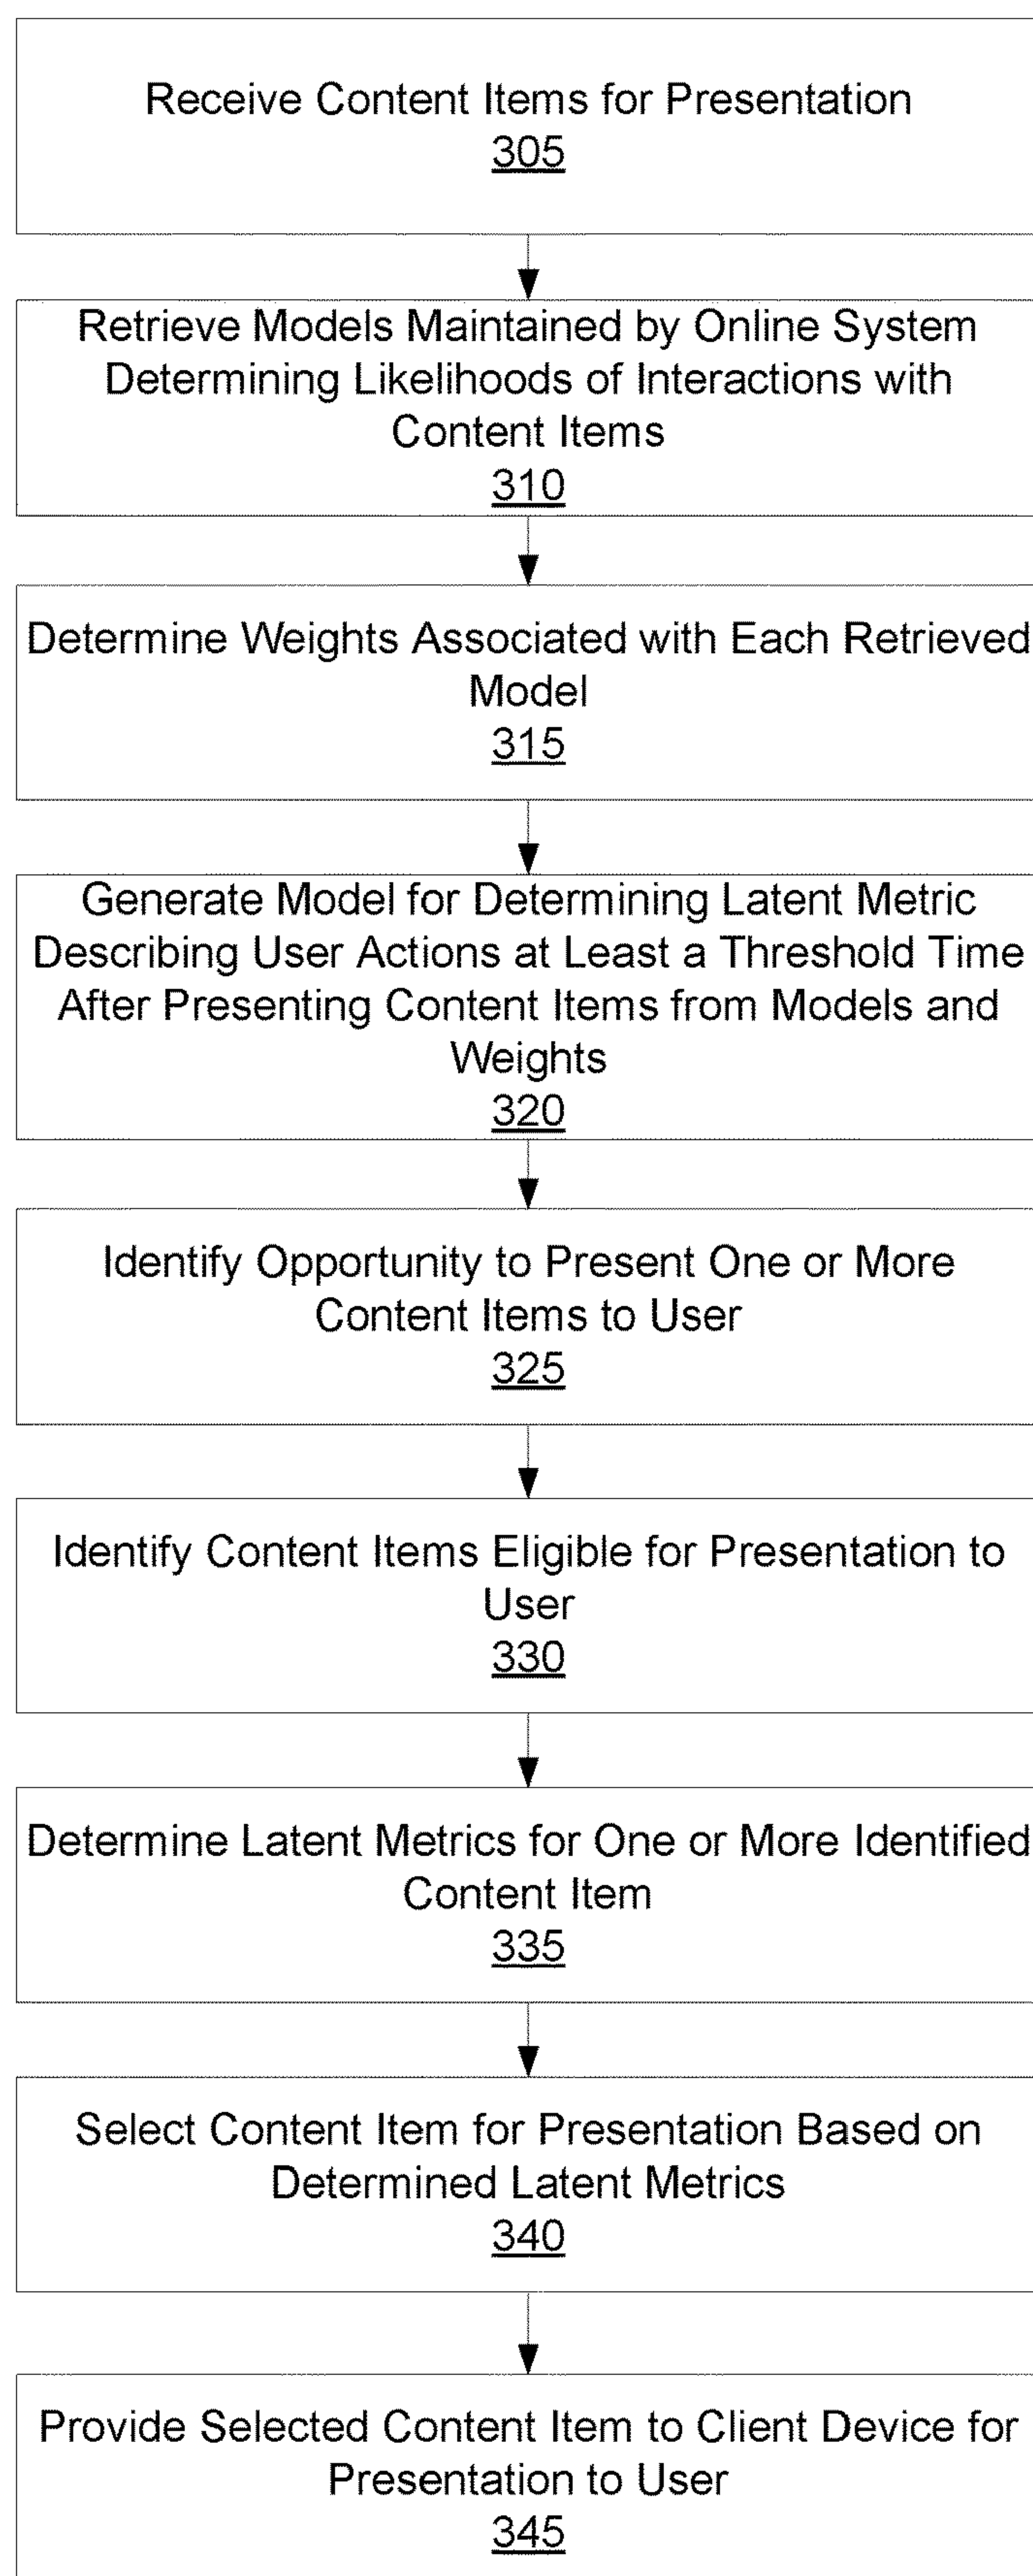 Receive Content Items for Presentation
305
Retrieve Models Maintained by Online System
Determining Likelihoods of Interactions with
Content Items
310
Determine Weights Associated with Each Retrieved
Model
315
Generate Model for Determining Latent Metric
Describing User Actions at Least a Threshold Time
After Presenting Content Items from Models and
Weights
320
Identify Opportunity to Present One or More
Content Items to User
325
Identify Content Items Eligible for Presentation to
User
330
Determine Latent Metrics for One or More Identified
Content Item
335
Select Content Item for Presentation Based on
Determined Latent Metrics
340
Provide Selected Content Item to Client Device for
Presentation to User
345